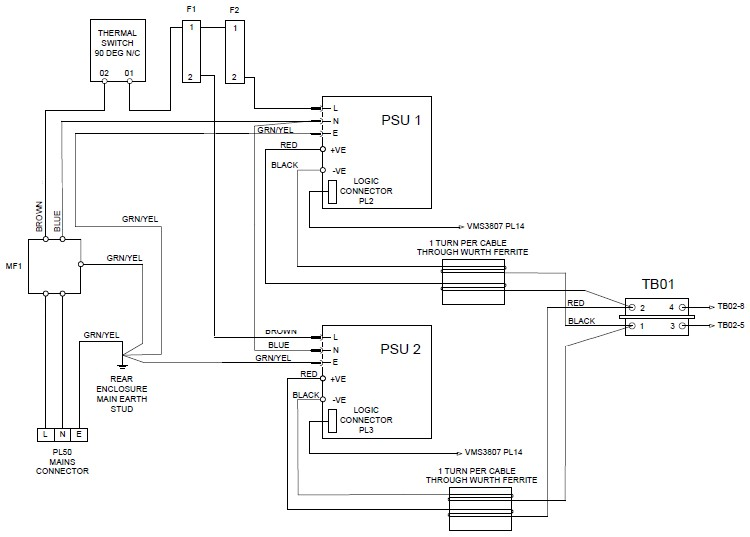 F1
F2
THERMAL
SWITCH
90 DEG N/C
02 01
1
2
1
2
L
N
E
GRN/YEL
RED
+VE
BLACK
-VE
PSU 1
LOGIC
CONNECTOR
PL2
VMS3807 PL14
BROWN
BLUE
GRN/YEL
MF1
GRN/YEL
1 TURN PER CABLE
THROUGH WURTH FERRITE
TB01
RED
2 4
TB02-8
BLACK
1 3
TB02-5
GRN/YEL
REAR
ENCLOSURE
MAIN EARTH
STUD
BROWN
L
BLUE
N
GRN/YEL
E
RED
+VE
BLACK
-VE
PSU 2
LOGIC
CONNECTOR
PL3
VMS3807 PL14
L N E
PL50
MAINS
CONNECTOR
1 TURN PER CABLE
THROUGH WURTH FERRITE